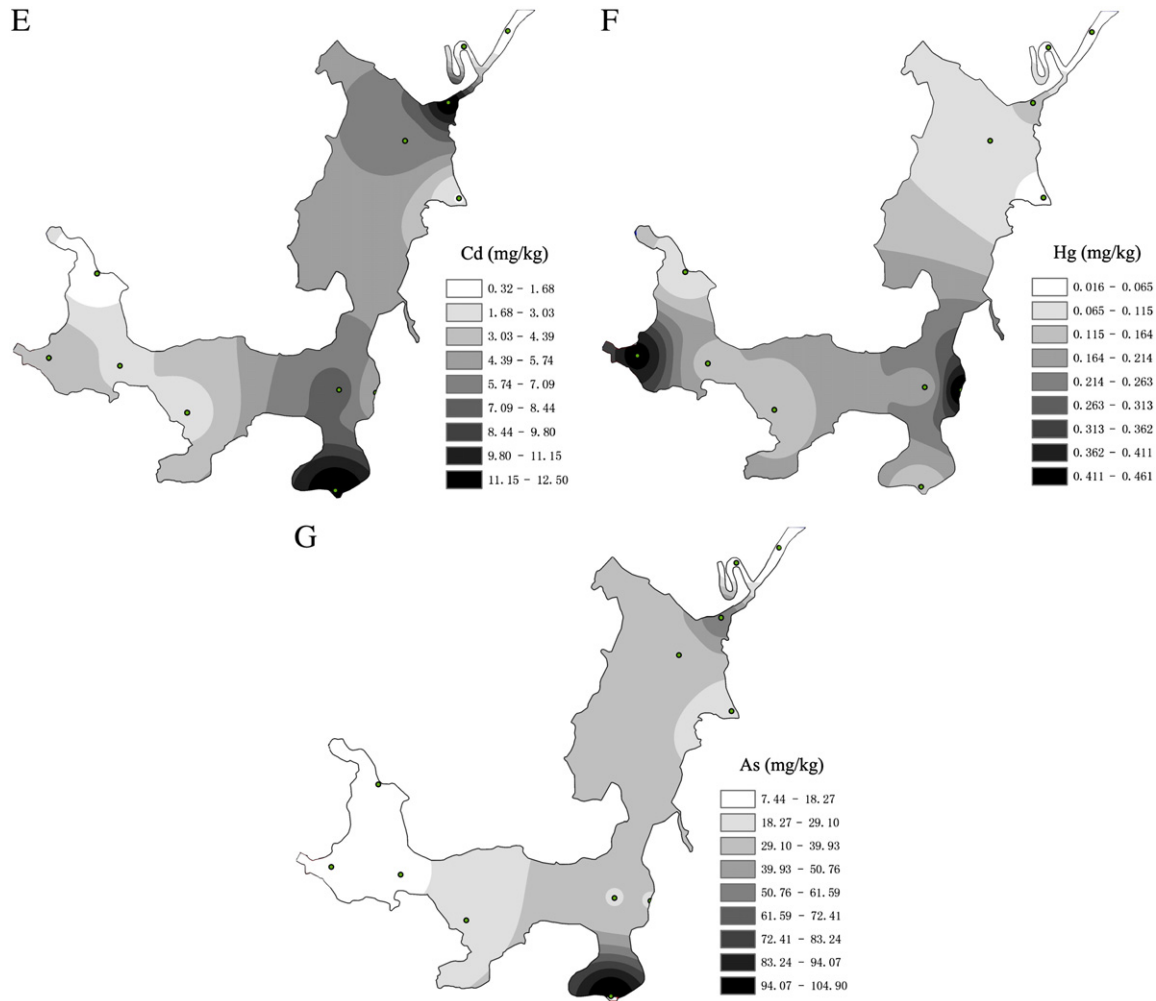 E
Cd (mg/kg)
0.32 - 1.68
1.68 - 3.03
3.03 - 4.39
4.39 - 5.74
5.74 - 7.09
7.09 - 8.44
8.44 - 9.80
9.80 - 11.15
11.15 - 12.50
F
Hg (mg/kg)
0.016 - 0.065
0.065 - 0.115
0.115 - 0.164
0.164 - 0.214
0.214 - 0.263
0.263 - 0.313
0.313 - 0.362
0.362 - 0.411
0.411 - 0.461
G
As (mg/kg)
7.44 - 18.27
18.27 - 29.10
29.10 - 39.93
39.93 - 50.76
50.76 - 61.59
61.59 - 72.41
72.41 - 83.24
83.24 - 94.07
94.07 - 104.90